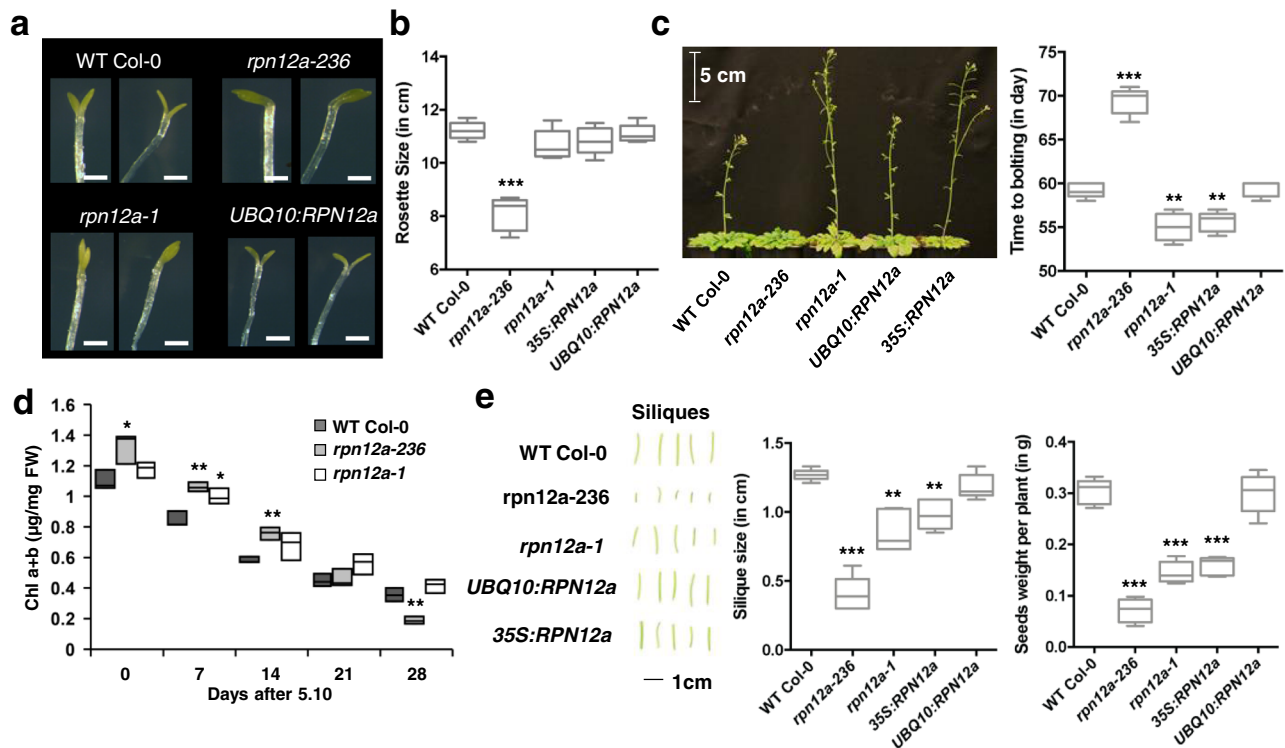 a
WT Col-0
rpn12a-236
rpn12a-1
UBQ10:RPN12a
b
Rosette Size (in cm)
14
12
10
8
6
***
WT Col-0
rpn12a-236
rpn12a-1
35S:RPN12a
UBQ10:RPN12a
c
5 cm
WT Col-0
rpn12a-236
rpn12a-1
UBQ10:RPN12a
35S:RPN12a
Time to bolting (in day)
75
70
65
60
55
50
***
**
**
WT Col-0
rpn12a-236
rpn12a-1
35S:RPN12a
UBQ10:RPN12a
d
Chl a+b (µg/mg FW)
1.6
1.4
1.2
1
0.8
0.6
0.4
0.2
0
*
**
*
**
**
WT Col-0
rpn12a-236
rpn12a-1
0 7 14 21 28
Days after 5.10
e
Siliques
WT Col-0
rpn12a-236
rpn12a-1
UBQ10:RPN12a
35S:RPN12a
1cm
Silique size (in cm)
1.5
1.0
0.5
0.0
***
**
**
WT Col-0
rpn12a-236
rpn12a-1
35S:RPN12a
UBQ10:RPN12a
Seeds weight per plant (in g)
0.4
0.3
0.2
0.1
0.0
***
***
***
WT Col-0
rpn12a-236
rpn12a-1
35S:RPN12a
UBQ10:RPN12a